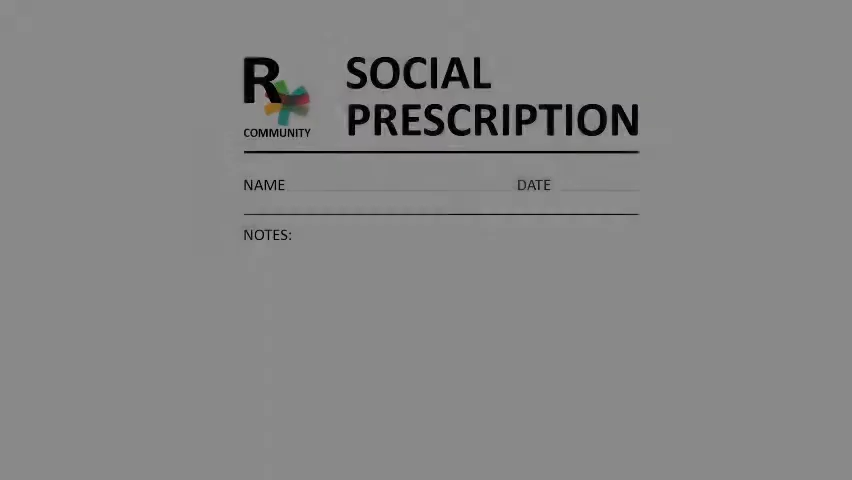 R
COMMUNITY
SOCIAL
PRESCRIPTION
NAME DATE
NOTES: